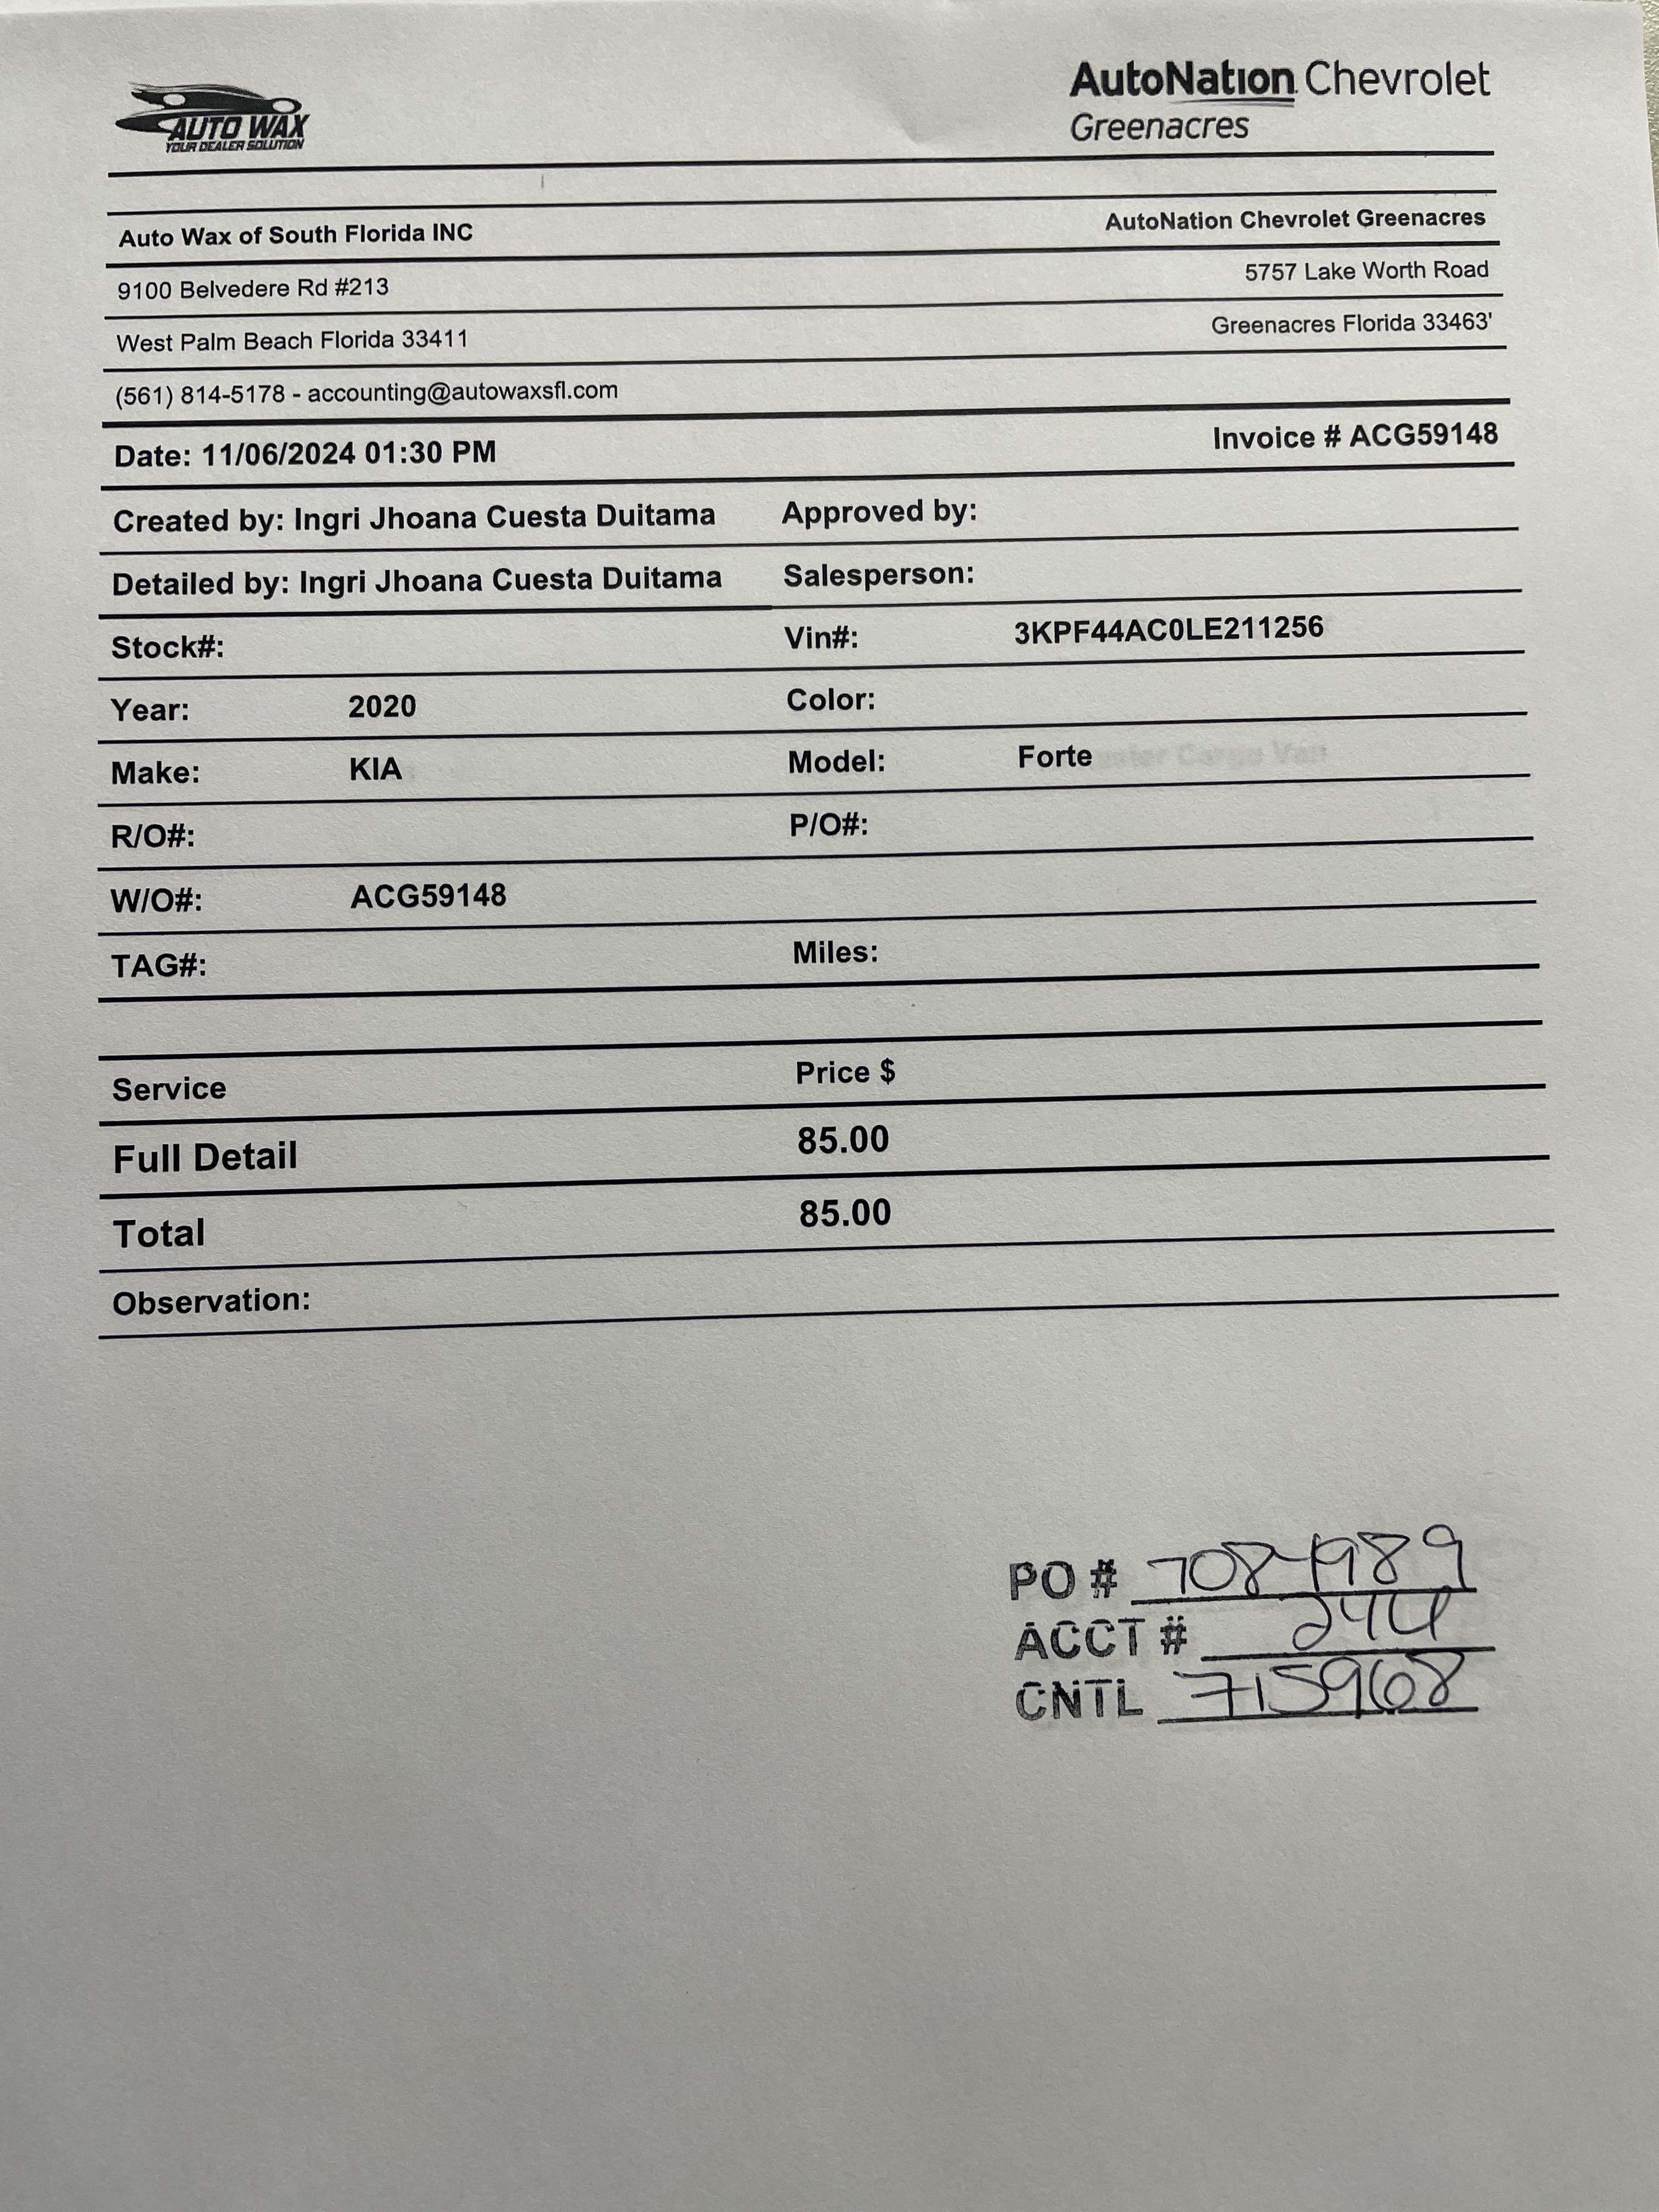 AUTO WAX
YOUR DEALER SOLUTION
AutoNation Chevrolet
Greenacres
Auto Wax of South Florida INC AutoNation Chevrolet Greenacres
9100 Belvedere Rd #213 5757 Lake Worth Road
West Palm Beach Florida 33411 Greenacres Florida 33463'
(561) 814-5178 - accounting@autowaxsfl.com
Date: 11/06/2024 01:30 PM Invoice # ACG59148
Created by: Ingri Jhoana Cuesta Duitama Approved by:
Detailed by: Ingri Jhoana Cuesta Duitama Salesperson:
Stock#: Vin#: 3KPF44AC0LE211256
Year: 2020 Color:
Make: KIA Model: Forte
R/O#: P/O#:
W/O#: ACG59148
TAG#: Miles:
Service Price $
Full Detail 85.00
Total 85.00
Observation:
PO #
ACCT # 244
CNTL 715968